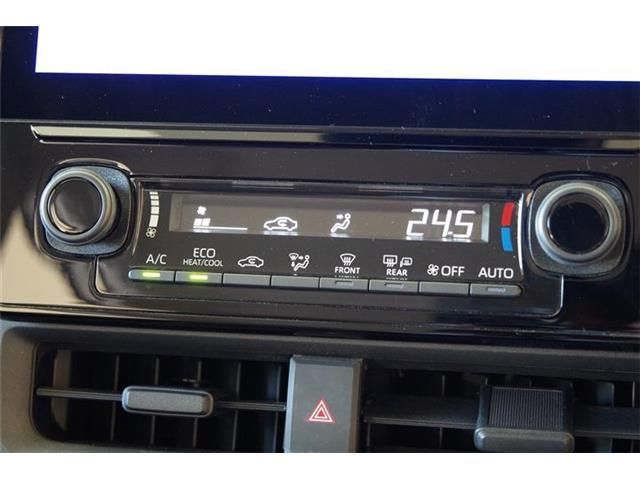 24.5
A/C
ECO
HEAT/COOL
FRONT
REAR
OFF
AUTO